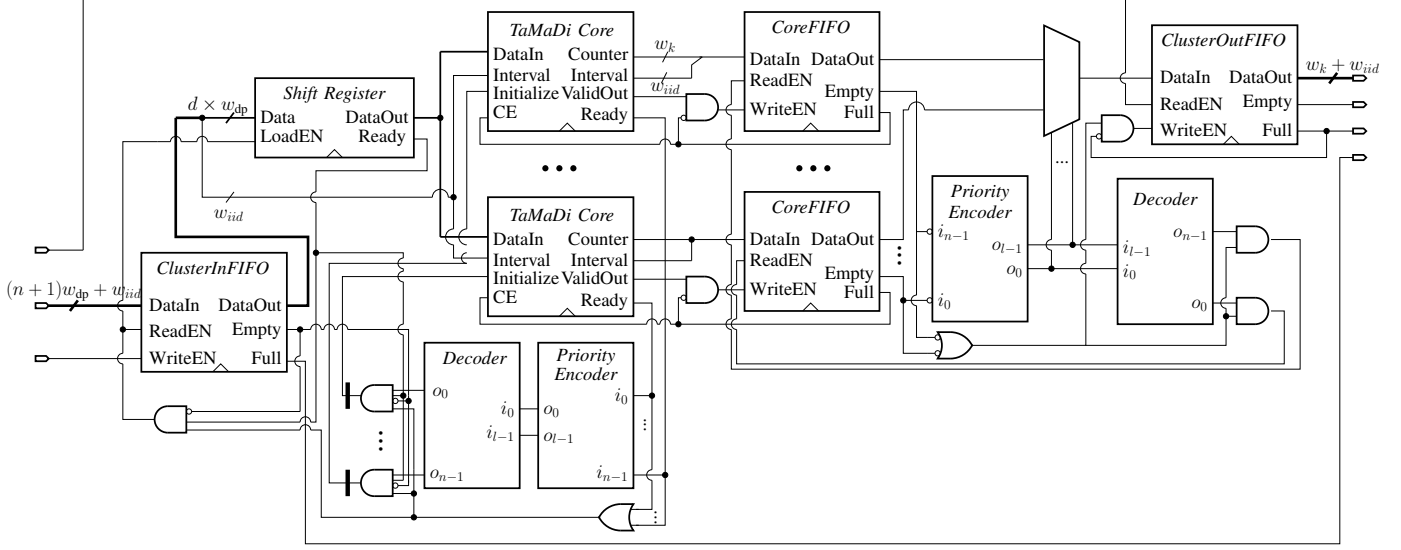 TaMaDi Core
DataIn Counter
Interval Interval
Initialize ValidOut
CE Ready
w_k
w_iid
CoreFIFO
DataIn DataOut
ReadEN
Empty
WriteEN Full
ClusterOutFIFO
DataIn DataOut
ReadEN Empty
WriteEN Full
w_k + w_iid
Shift Register
Data DataOut
LoadEN Ready
d × w_dp
w_iid
...
...
...
TaMaDi Core
DataIn Counter
Interval Interval
Initialize ValidOut
CE Ready
CoreFIFO
DataIn DataOut
ReadEN
Empty
WriteEN Full
...
Priority
Encoder
i_{n−1}
o_{l−1}
o_0
i_0
Decoder
o_{n−1}
i_{l−1}
i_0
o_0
(n + 1)w_dp + w_iid
ClusterInFIFO
DataIn DataOut
ReadEN Empty
WriteEN Full
...
Decoder
o_0
i_0
i_{l−1}
o_{n−1}
Priority
Encoder
i_0
o_0
o_{l−1}
i_{n−1}
...
...